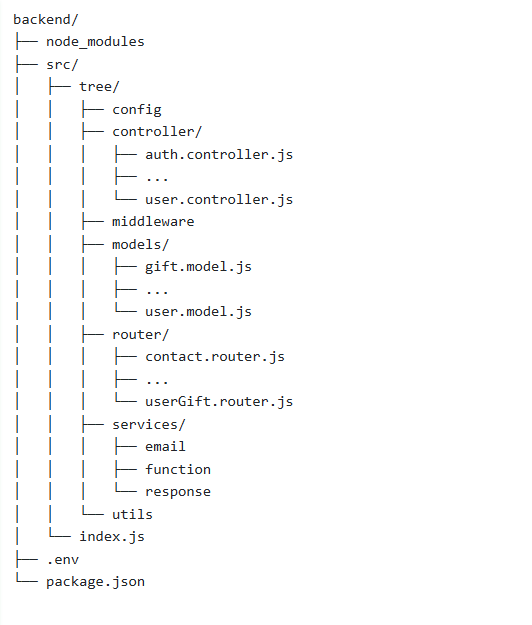 backend/
├── node_modules
├── src/
│   ├── tree/
│   │   ├── config
│   │   ├── controller/
│   │   │   ├── auth.controller.js
│   │   │   ├── ...
│   │   │   └── user.controller.js
│   │   ├── middleware
│   │   ├── models/
│   │   │   ├── gift.model.js
│   │   │   ├── ...
│   │   │   └── user.model.js
│   │   ├── router/
│   │   │   ├── contact.router.js
│   │   │   ├── ...
│   │   │   └── userGift.router.js
│   │   ├── services/
│   │   │   ├── email
│   │   │   ├── function
│   │   │   └── response
│   │   └── utils
│   └── index.js
├── .env
└── package.json